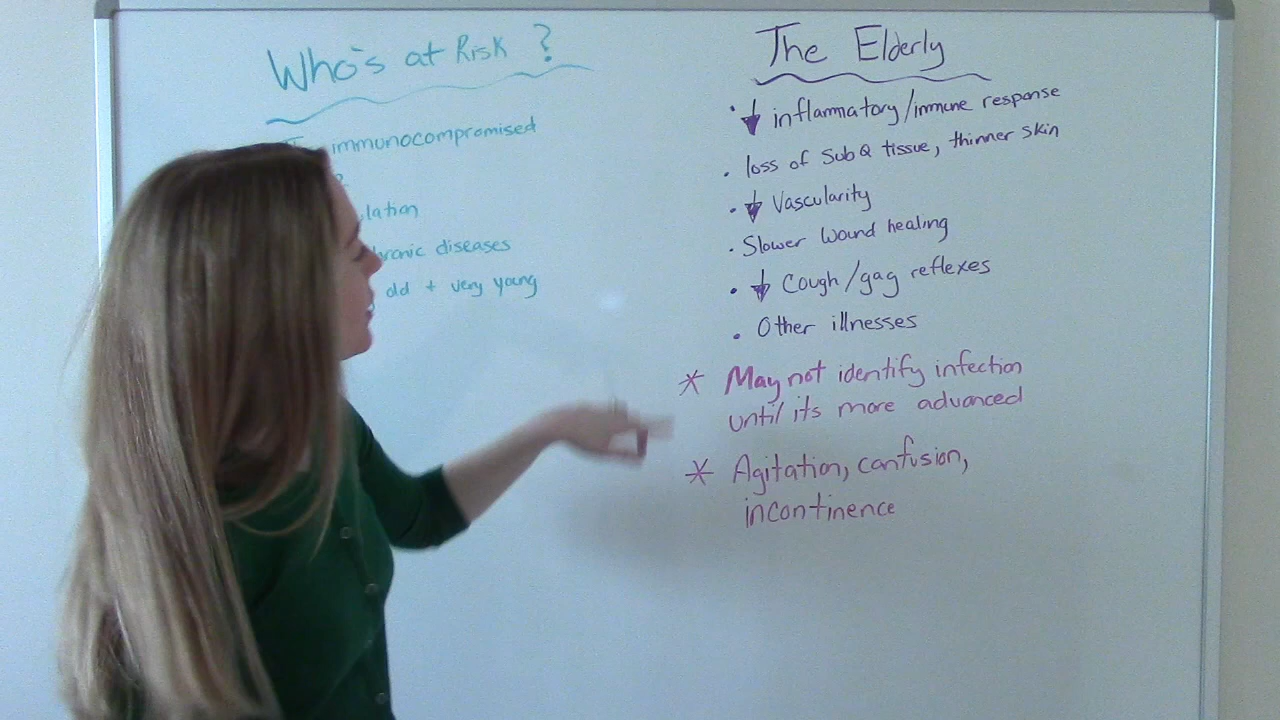 Who's at Risk ?
immunocompromised
chronic diseases
old + very young
The Elderly
• ↓ inflammatory/immune response
• loss of SubQ tissue, thinner skin
• ↓ Vascularity
• Slower wound healing
• ↓ Cough/gag reflexes
• Other illnesses
* May not identify infection
until its more advanced
* Agitation, confusion,
incontinence